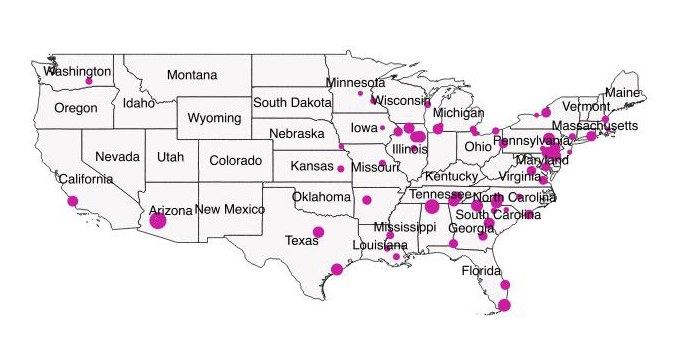 Washington
Montana
Minnesota
Maine
Oregon
Idaho
Wyoming
South Dakota
Wisconsin
Michigan
Vermont
Massachusetts
Nebraska
Iowa
Illinois
Ohio
Pennsylvania
Nevada
Utah
Colorado
Kansas
Missouri
Kentucky
Virginia
Maryland
California
Arizona
New Mexico
Oklahoma
Tennessee
North Carolina
South Carolina
Texas
Louisiana
Mississippi
Georgia
Florida